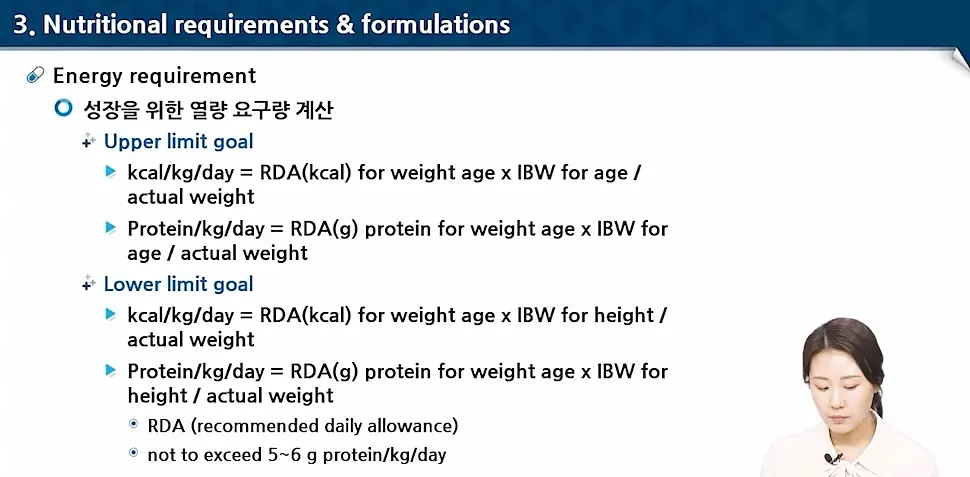 3. Nutritional requirements & formulations
Energy requirement
성장을 위한 열량 요구량 계산
Upper limit goal
kcal/kg/day = RDA(kcal) for weight age x IBW for age /
actual weight
Protein/kg/day = RDA(g) protein for weight age x IBW for
age / actual weight
Lower limit goal
kcal/kg/day = RDA(kcal) for weight age x IBW for height /
actual weight
Protein/kg/day = RDA(g) protein for weight age x IBW for
height / actual weight
RDA (recommended daily allowance)
not to exceed 5~6 g protein/kg/day